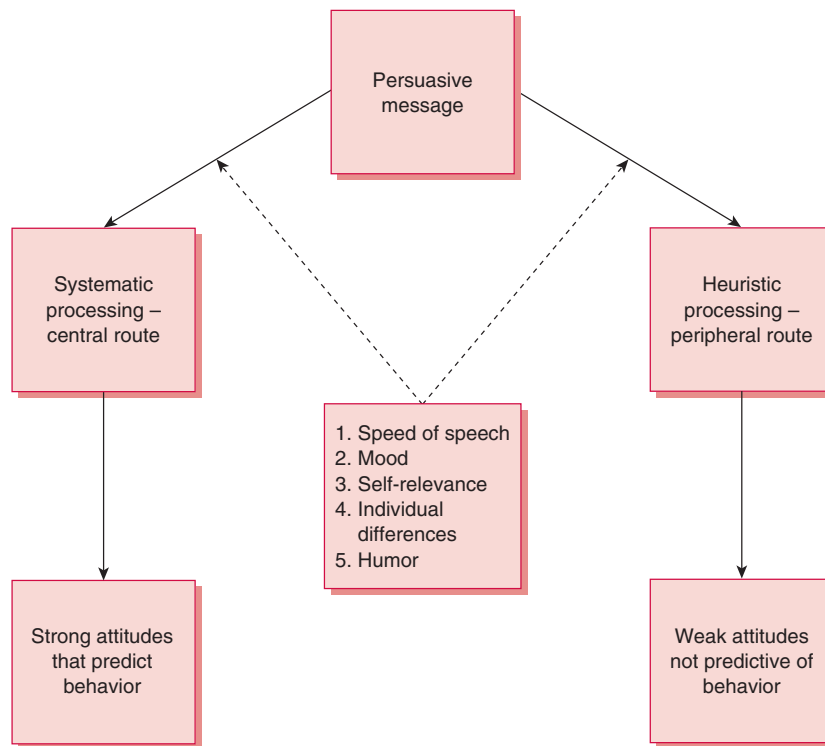 Persuasive
message
Systematic
processing –
central route
Heuristic
processing –
peripheral route
1. Speed of speech
2. Mood
3. Self-relevance
4. Individual
differences
5. Humor
Strong attitudes
that predict
behavior
Weak attitudes
not predictive of
behavior